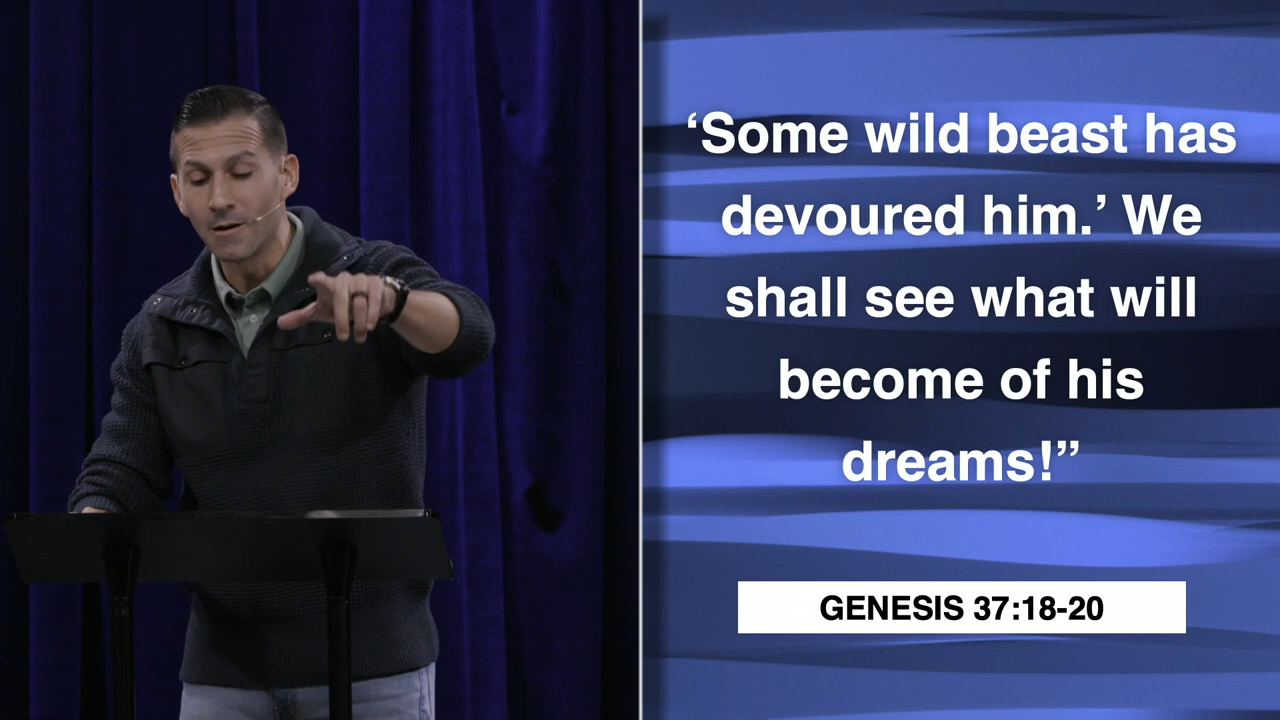 ‘Some wild beast has
devoured him.’ We
shall see what will
become of his
dreams!”
GENESIS 37:18-20